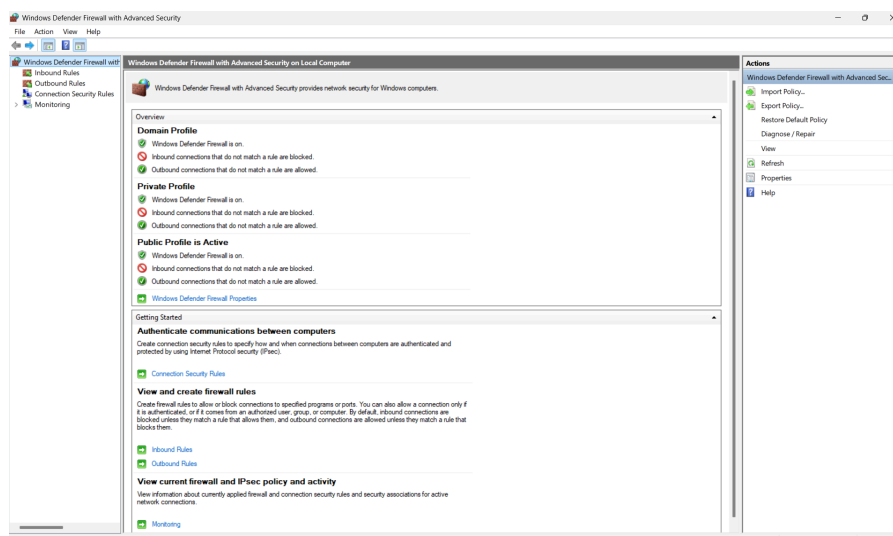 Windows Defender Firewall with Advanced Security
File Action View Help
Windows Defender Firewall with
Inbound Rules
Outbound Rules
Connection Security Rules
Monitoring
Windows Defender Firewall with Advanced Security on Local Computer
Windows Defender Firewall with Advanced Security provides network security for Windows computers.
Overview
Domain Profile
Windows Defender Firewall is on.
Inbound connections that do not match a rule are blocked.
Outbound connections that do not match a rule are allowed.
Private Profile
Windows Defender Firewall is on.
Inbound connections that do not match a rule are blocked.
Outbound connections that do not match a rule are allowed.
Public Profile is Active
Windows Defender Firewall is on.
Inbound connections that do not match a rule are blocked.
Outbound connections that do not match a rule are allowed.
Windows Defender Firewall Properties
Getting Started
Authenticate communications between computers
Create connection security rules to specify how and when connections between computers are authenticated and
protected by using Internet Protocol security (IPsec).
Connection Security Rules
View and create firewall rules
Create firewall rules to allow or block connections to specified programs or ports. You can also allow a connection only if
it is authenticated, or if it comes from an authorized user, group, or computer. By default, inbound connections are
blocked unless they match a rule that allows them, and outbound connections are allowed unless they match a rule that
blocks them.
Inbound Rules
Outbound Rules
View current firewall and IPsec policy and activity
View information about currently applied firewall and connection security rules and security associations for active
network connections.
Monitoring
Actions
Windows Defender Firewall with Advanced Sec...
Import Policy...
Export Policy...
Restore Default Policy
Diagnose / Repair
View
Refresh
Properties
Help